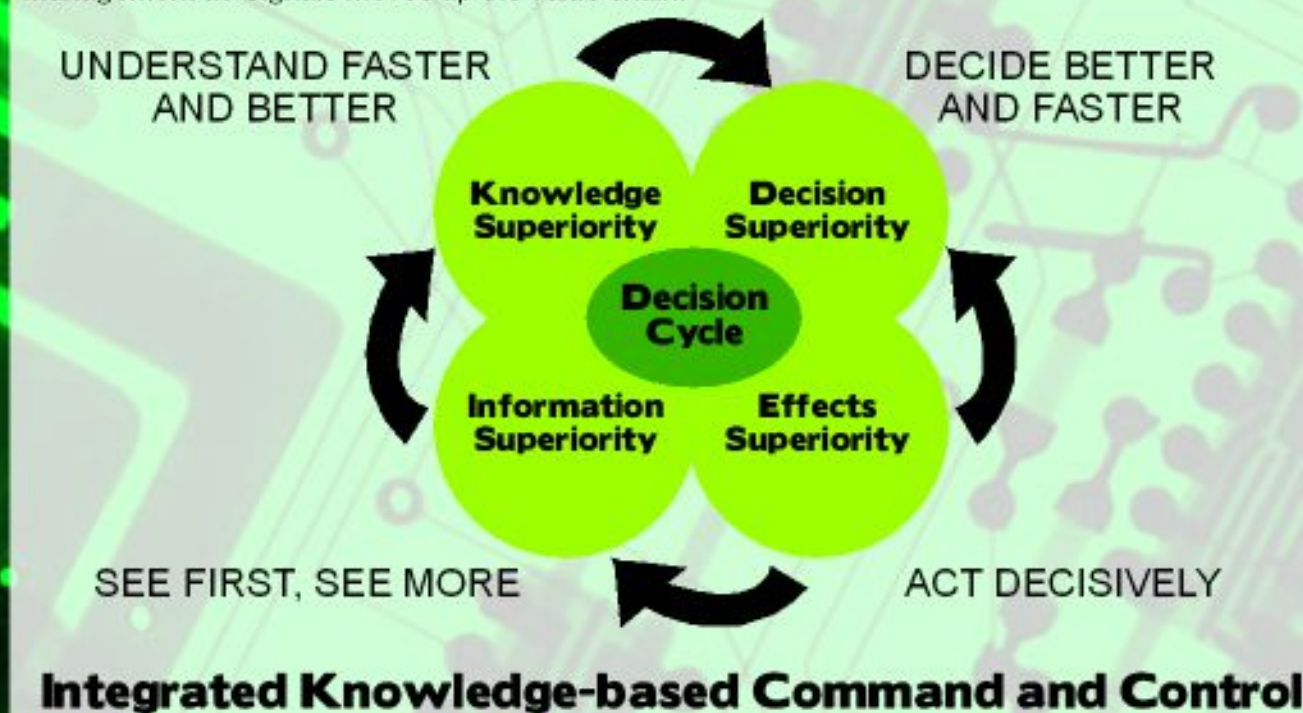 UNDERSTAND FASTER
AND BETTER
DECIDE BETTER
AND FASTER
Knowledge
Superiority
Decision
Superiority
Decision
Cycle
Information
Superiority
Effects
Superiority
SEE FIRST, SEE MORE
ACT DECISIVELY
Integrated Knowledge-based Command and Control